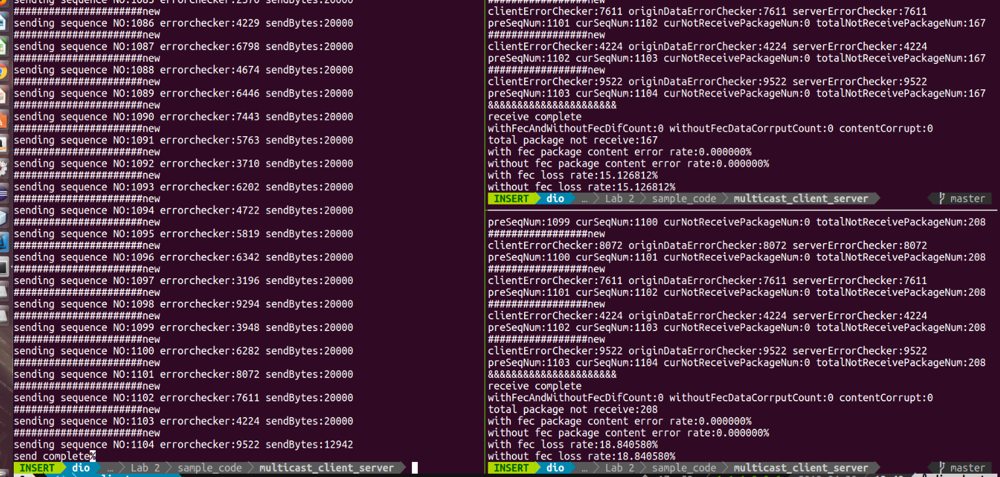 sending sequence NO:1085 errorchecker:2570 sendBytes:20000
######################new
sending sequence NO:1086 errorchecker:4229 sendBytes:20000
######################new
sending sequence NO:1087 errorchecker:6798 sendBytes:20000
######################new
sending sequence NO:1088 errorchecker:4674 sendBytes:20000
######################new
sending sequence NO:1089 errorchecker:6446 sendBytes:20000
######################new
sending sequence NO:1090 errorchecker:7443 sendBytes:20000
######################new
sending sequence NO:1091 errorchecker:5763 sendBytes:20000
######################new
sending sequence NO:1092 errorchecker:3710 sendBytes:20000
######################new
sending sequence NO:1093 errorchecker:6202 sendBytes:20000
######################new
sending sequence NO:1094 errorchecker:4722 sendBytes:20000
######################new
sending sequence NO:1095 errorchecker:5819 sendBytes:20000
######################new
sending sequence NO:1096 errorchecker:6342 sendBytes:20000
######################new
sending sequence NO:1097 errorchecker:3196 sendBytes:20000
######################new
sending sequence NO:1098 errorchecker:9294 sendBytes:20000
######################new
sending sequence NO:1099 errorchecker:3948 sendBytes:20000
######################new
sending sequence NO:1100 errorchecker:6282 sendBytes:20000
######################new
sending sequence NO:1101 errorchecker:8072 sendBytes:20000
######################new
sending sequence NO:1102 errorchecker:7611 sendBytes:20000
######################new
sending sequence NO:1103 errorchecker:4224 sendBytes:20000
######################new
sending sequence NO:1104 errorchecker:9522 sendBytes:12942
send complete%
INSERT dio … Lab 2 sample_code multicast_client_server
#################new
clientErrorChecker:7611 originDataErrorChecker:7611 serverErrorChecker:7611
preSeqNum:1101 curSeqNum:1102 curNotReceivePackageNum:0 totalNotReceivePackageNum:167
#################new
clientErrorChecker:4224 originDataErrorChecker:4224 serverErrorChecker:4224
preSeqNum:1102 curSeqNum:1103 curNotReceivePackageNum:0 totalNotReceivePackageNum:167
#################new
clientErrorChecker:9522 originDataErrorChecker:9522 serverErrorChecker:9522
preSeqNum:1103 curSeqNum:1104 curNotReceivePackageNum:0 totalNotReceivePackageNum:167
&&&&&&&&&&&&&&&&&&&&&&
receive complete
withFecAndWithoutFecDifCount:0 withoutFecDataCorrputCount:0 contentCorrupt:0
total package not receive:167
with fec package content error rate:0.000000%
without fec package content error rate:0.000000%
with fec loss rate:15.126812%
without fec loss rate:15.126812%
INSERT dio … Lab 2 sample_code multicast_client_server master
preSeqNum:1099 curSeqNum:1100 curNotReceivePackageNum:0 totalNotReceivePackageNum:208
#################new
clientErrorChecker:8072 originDataErrorChecker:8072 serverErrorChecker:8072
preSeqNum:1100 curSeqNum:1101 curNotReceivePackageNum:0 totalNotReceivePackageNum:208
#################new
clientErrorChecker:7611 originDataErrorChecker:7611 serverErrorChecker:7611
preSeqNum:1101 curSeqNum:1102 curNotReceivePackageNum:0 totalNotReceivePackageNum:208
#################new
clientErrorChecker:4224 originDataErrorChecker:4224 serverErrorChecker:4224
preSeqNum:1102 curSeqNum:1103 curNotReceivePackageNum:0 totalNotReceivePackageNum:208
#################new
clientErrorChecker:9522 originDataErrorChecker:9522 serverErrorChecker:9522
preSeqNum:1103 curSeqNum:1104 curNotReceivePackageNum:0 totalNotReceivePackageNum:208
&&&&&&&&&&&&&&&&&&&&&&
receive complete
withFecAndWithoutFecDifCount:0 withoutFecDataCorrputCount:0 contentCorrupt:0
total package not receive:208
with fec package content error rate:0.000000%
without fec package content error rate:0.000000%
with fec loss rate:18.840580%
without fec loss rate:18.840580%
INSERT dio … Lab 2 sample_code multicast_client_server master